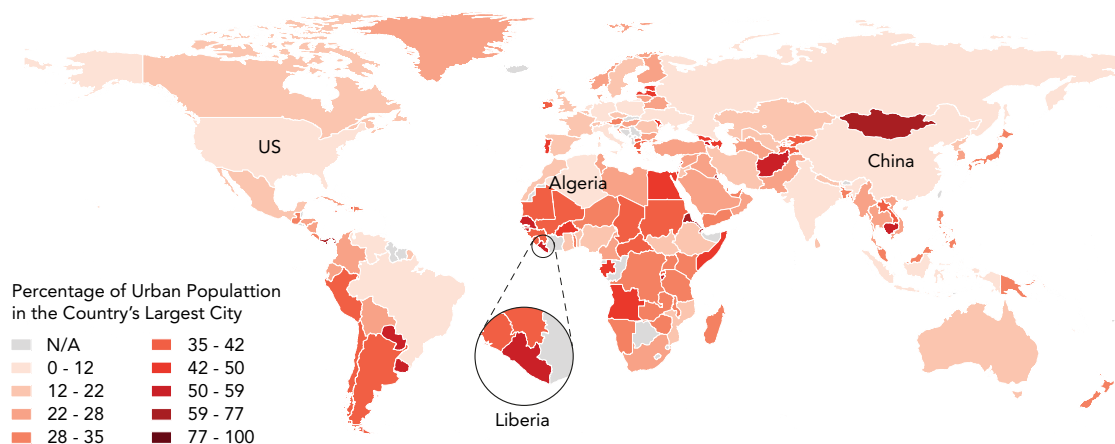 US
Algeria
China
Percentage of Urban Populattion
in the Country's Largest City
N/A
0 - 12
12 - 22
22 - 28
28 - 35
35 - 42
42 - 50
50 - 59
59 - 77
77 - 100
Liberia